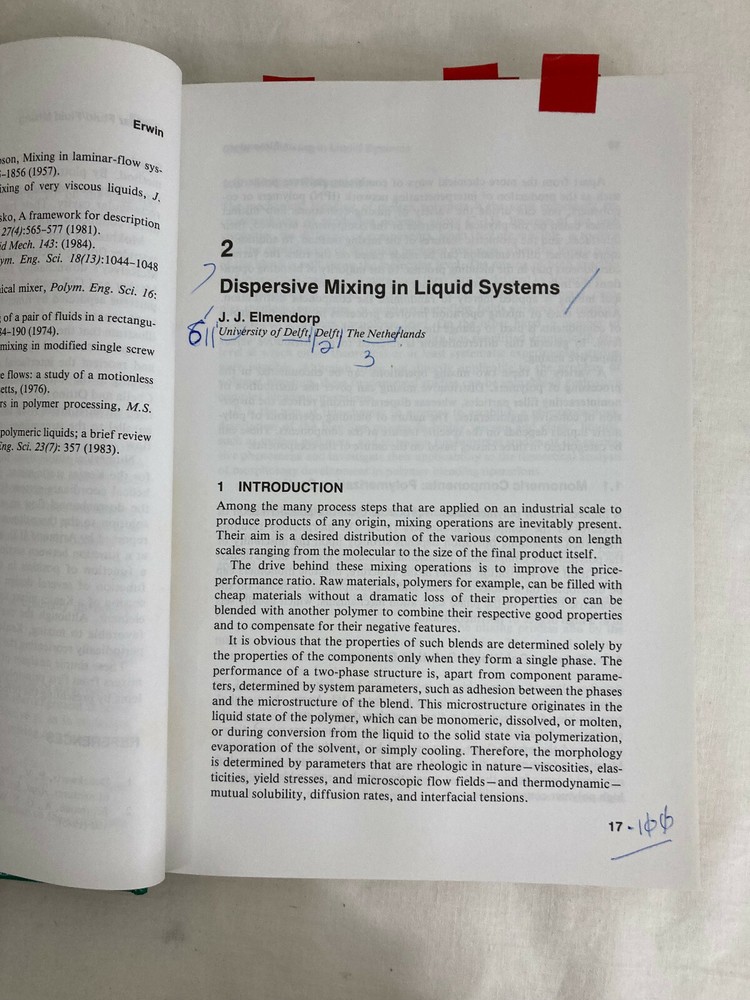 Erwin
son, Mixing in laminar-flow sys-
-1856 (1957).
ixing of very viscous liquids, J.
sko, A framework for description
27(4):565–577 (1981).
id Mech. 143: (1984).
ym. Eng. Sci. 18(13):1044–1048
ical mixer, Polym. Eng. Sci. 16:
of a pair of fluids in a rectangu-
84–190 (1974).
mixing in modified single screw
e flows: a study of a motionless
etts, (1976).
rs in polymer processing, M.S.
polymeric liquids; a brief review
ng. Sci. 23(7): 357 (1983).
2
Dispersive Mixing in Liquid Systems
J. J. Elmendorp
University of Delft, Delft, The Netherlands
2
3
1 INTRODUCTION
Among the many process steps that are applied on an industrial scale to
produce products of any origin, mixing operations are inevitably present.
Their aim is a desired distribution of the various components on length
scales ranging from the molecular to the size of the final product itself.
The drive behind these mixing operations is to improve the price-
performance ratio. Raw materials, polymers for example, can be filled with
cheap materials without a dramatic loss of their properties or can be
blended with another polymer to combine their respective good properties
and to compensate for their negative features.
It is obvious that the properties of such blends are determined solely by
the properties of the components only when they form a single phase. The
performance of a two-phase structure is, apart from component parame-
ters, determined by system parameters, such as adhesion between the phases
and the microstructure of the blend. This microstructure originates in the
liquid state of the polymer, which can be monomeric, dissolved, or molten,
or during conversion from the liquid to the solid state via polymerization,
evaporation of the solvent, or simply cooling. Therefore, the morphology
is determined by parameters that are rheologic in nature—viscosities, elas-
ticities, yield stresses, and microscopic flow fields—and thermodynamic—
mutual solubility, diffusion rates, and interfacial tensions.
17